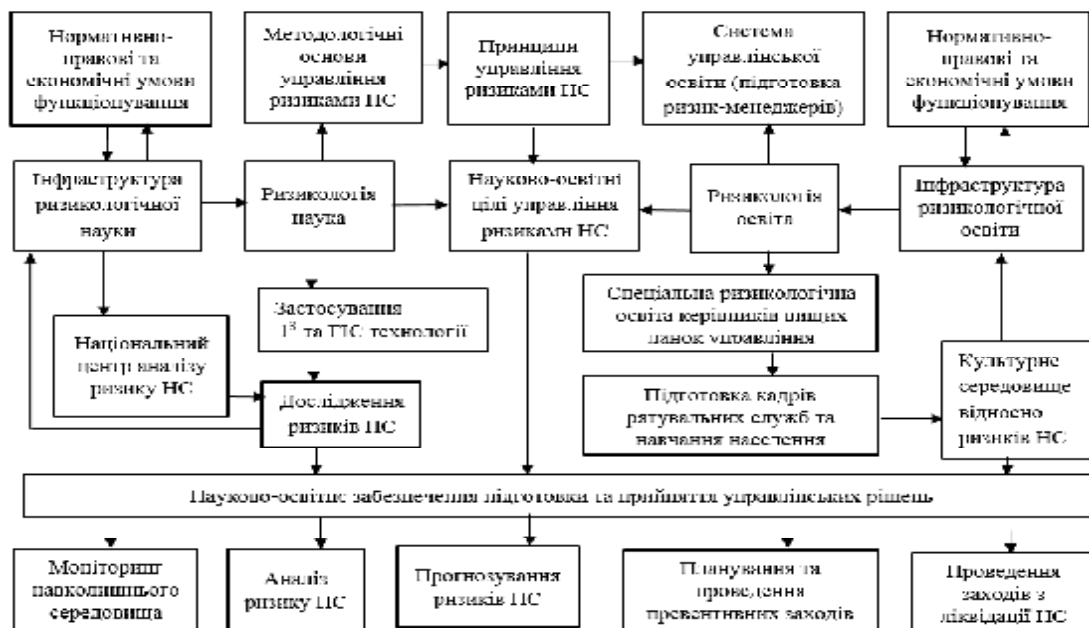 Нормативно-
правові та
економічні умови
функціонування
Методологічні
основи
управління
ризиками НС
Принципи
управління
ризиками НС
Система
управлінської
освіти (підготовка
ризик-менеджерів)
Нормативно-
правові та
економічні умови
функціонування
Інфраструктура
ризикологічної
науки
Ризикологія
наука
Науково-освітні
цілі управління
ризиками НС
Ризикологія
освіта
Інфраструктура
ризикологічної
освіти
Застосування
ІЗ та ГІС технології
Спеціальна ризикологічна
освіта керівників вищих
ланок управління
Національний
центр аналізу
ризику НС
Дослідження
ризиків НС
Підготовка кадрів
рятувальних служб та
навчання населення
Культурне
середовище
відносно
ризиків НС
Науково-освітнє забезпечення підготовки та прийняття управлінських рішень
Моніторинг
навколишнього
середовища
Аналіз
ризику НС
Прогнозування
ризиків НС
Планування та
проведення
превентивних заходів
Проведення
заходів з
ліквідації НС